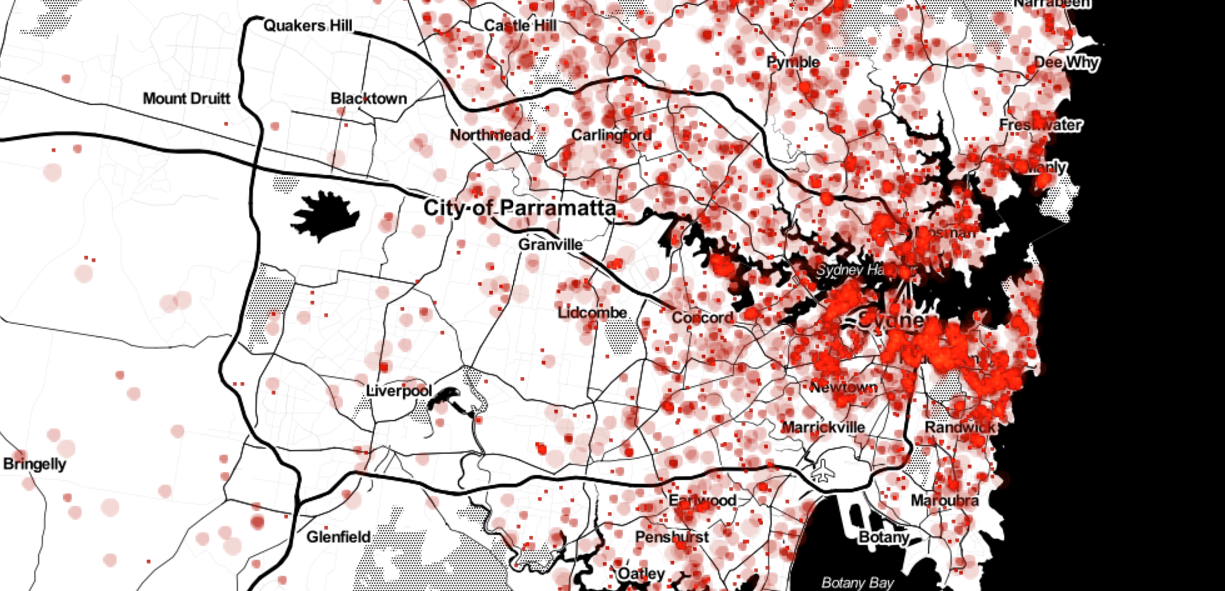 Narrabeen
Quakers Hill
Castle Hill
Pymble
Dee Why
Mount Druitt
Blacktown
Northmead
Carlingford
Freshwater
Manly
City of Parramatta
Mosman
Granville
Sydney Ha
Lidcombe
Concord
Sydney
Newtown
Liverpool
Marrickville
Randwick
Bringelly
Earlwood
Maroubra
Glenfield
Penshurst
Botany
Oatley
Botany Bay